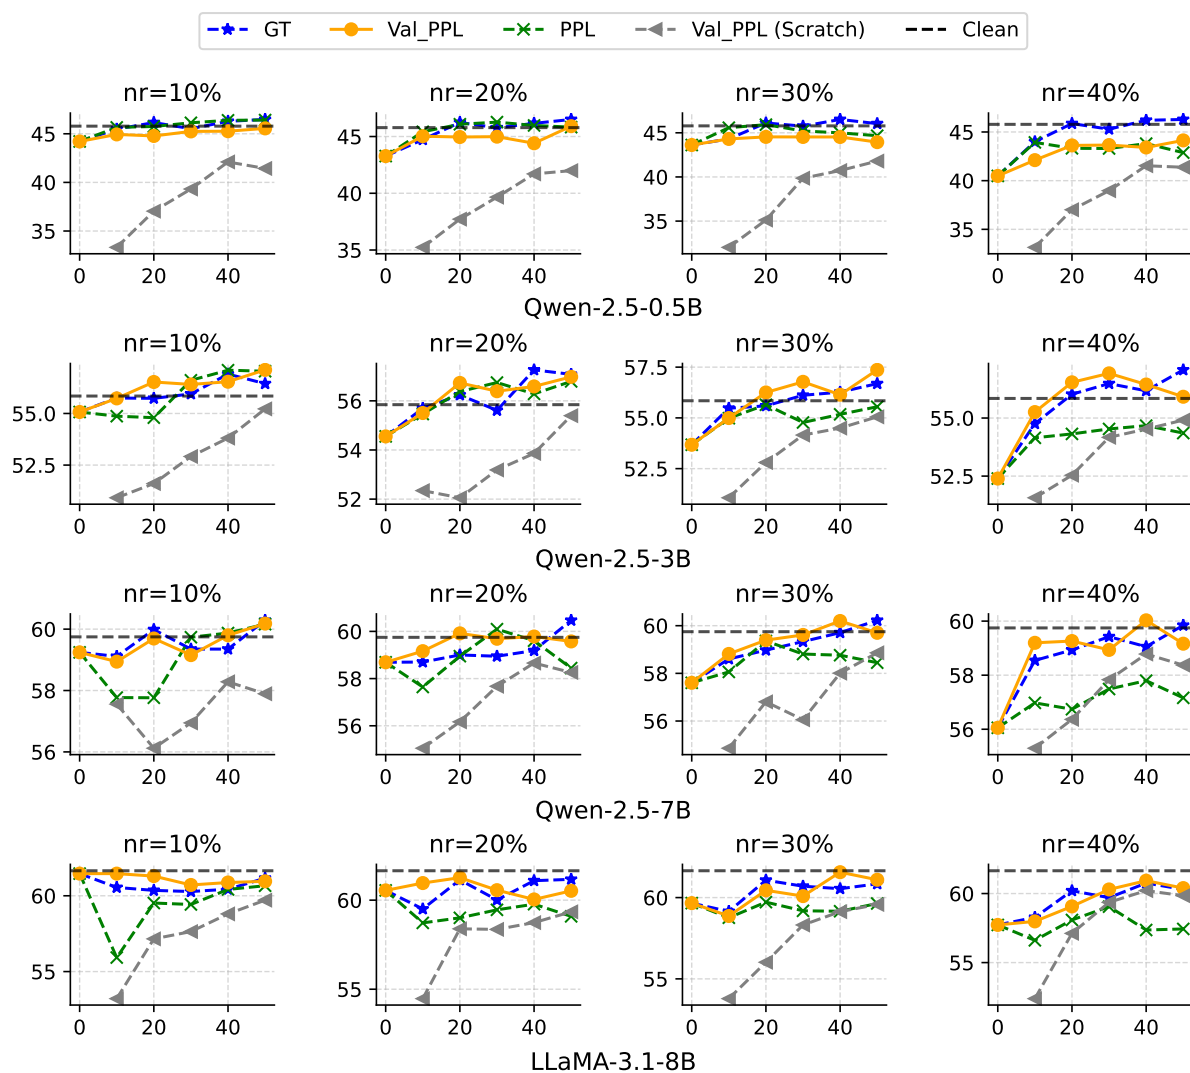 GT Val_PPL PPL Val_PPL (Scratch) Clean
nr=10% nr=20% nr=30% nr=40%
45 45 45 45
40 40 40 40
35 35 35 35
0 20 40 0 20 40 0 20 40 0 20 40
Qwen-2.5-0.5B
nr=10% nr=20% nr=30% nr=40%
57.5
55.0 56 55.0 55.0
52.5 54 52.5 52.5
52
0 20 40 0 20 40 0 20 40 0 20 40
Qwen-2.5-3B
nr=10% nr=20% nr=30% nr=40%
60 60 60 60
58 58 58 58
56 56 56 56
0 20 40 0 20 40 0 20 40 0 20 40
Qwen-2.5-7B
nr=10% nr=20% nr=30% nr=40%
60 60 60 60
55 55 55 55
0 20 40 0 20 40 0 20 40 0 20 40
LLaMA-3.1-8B